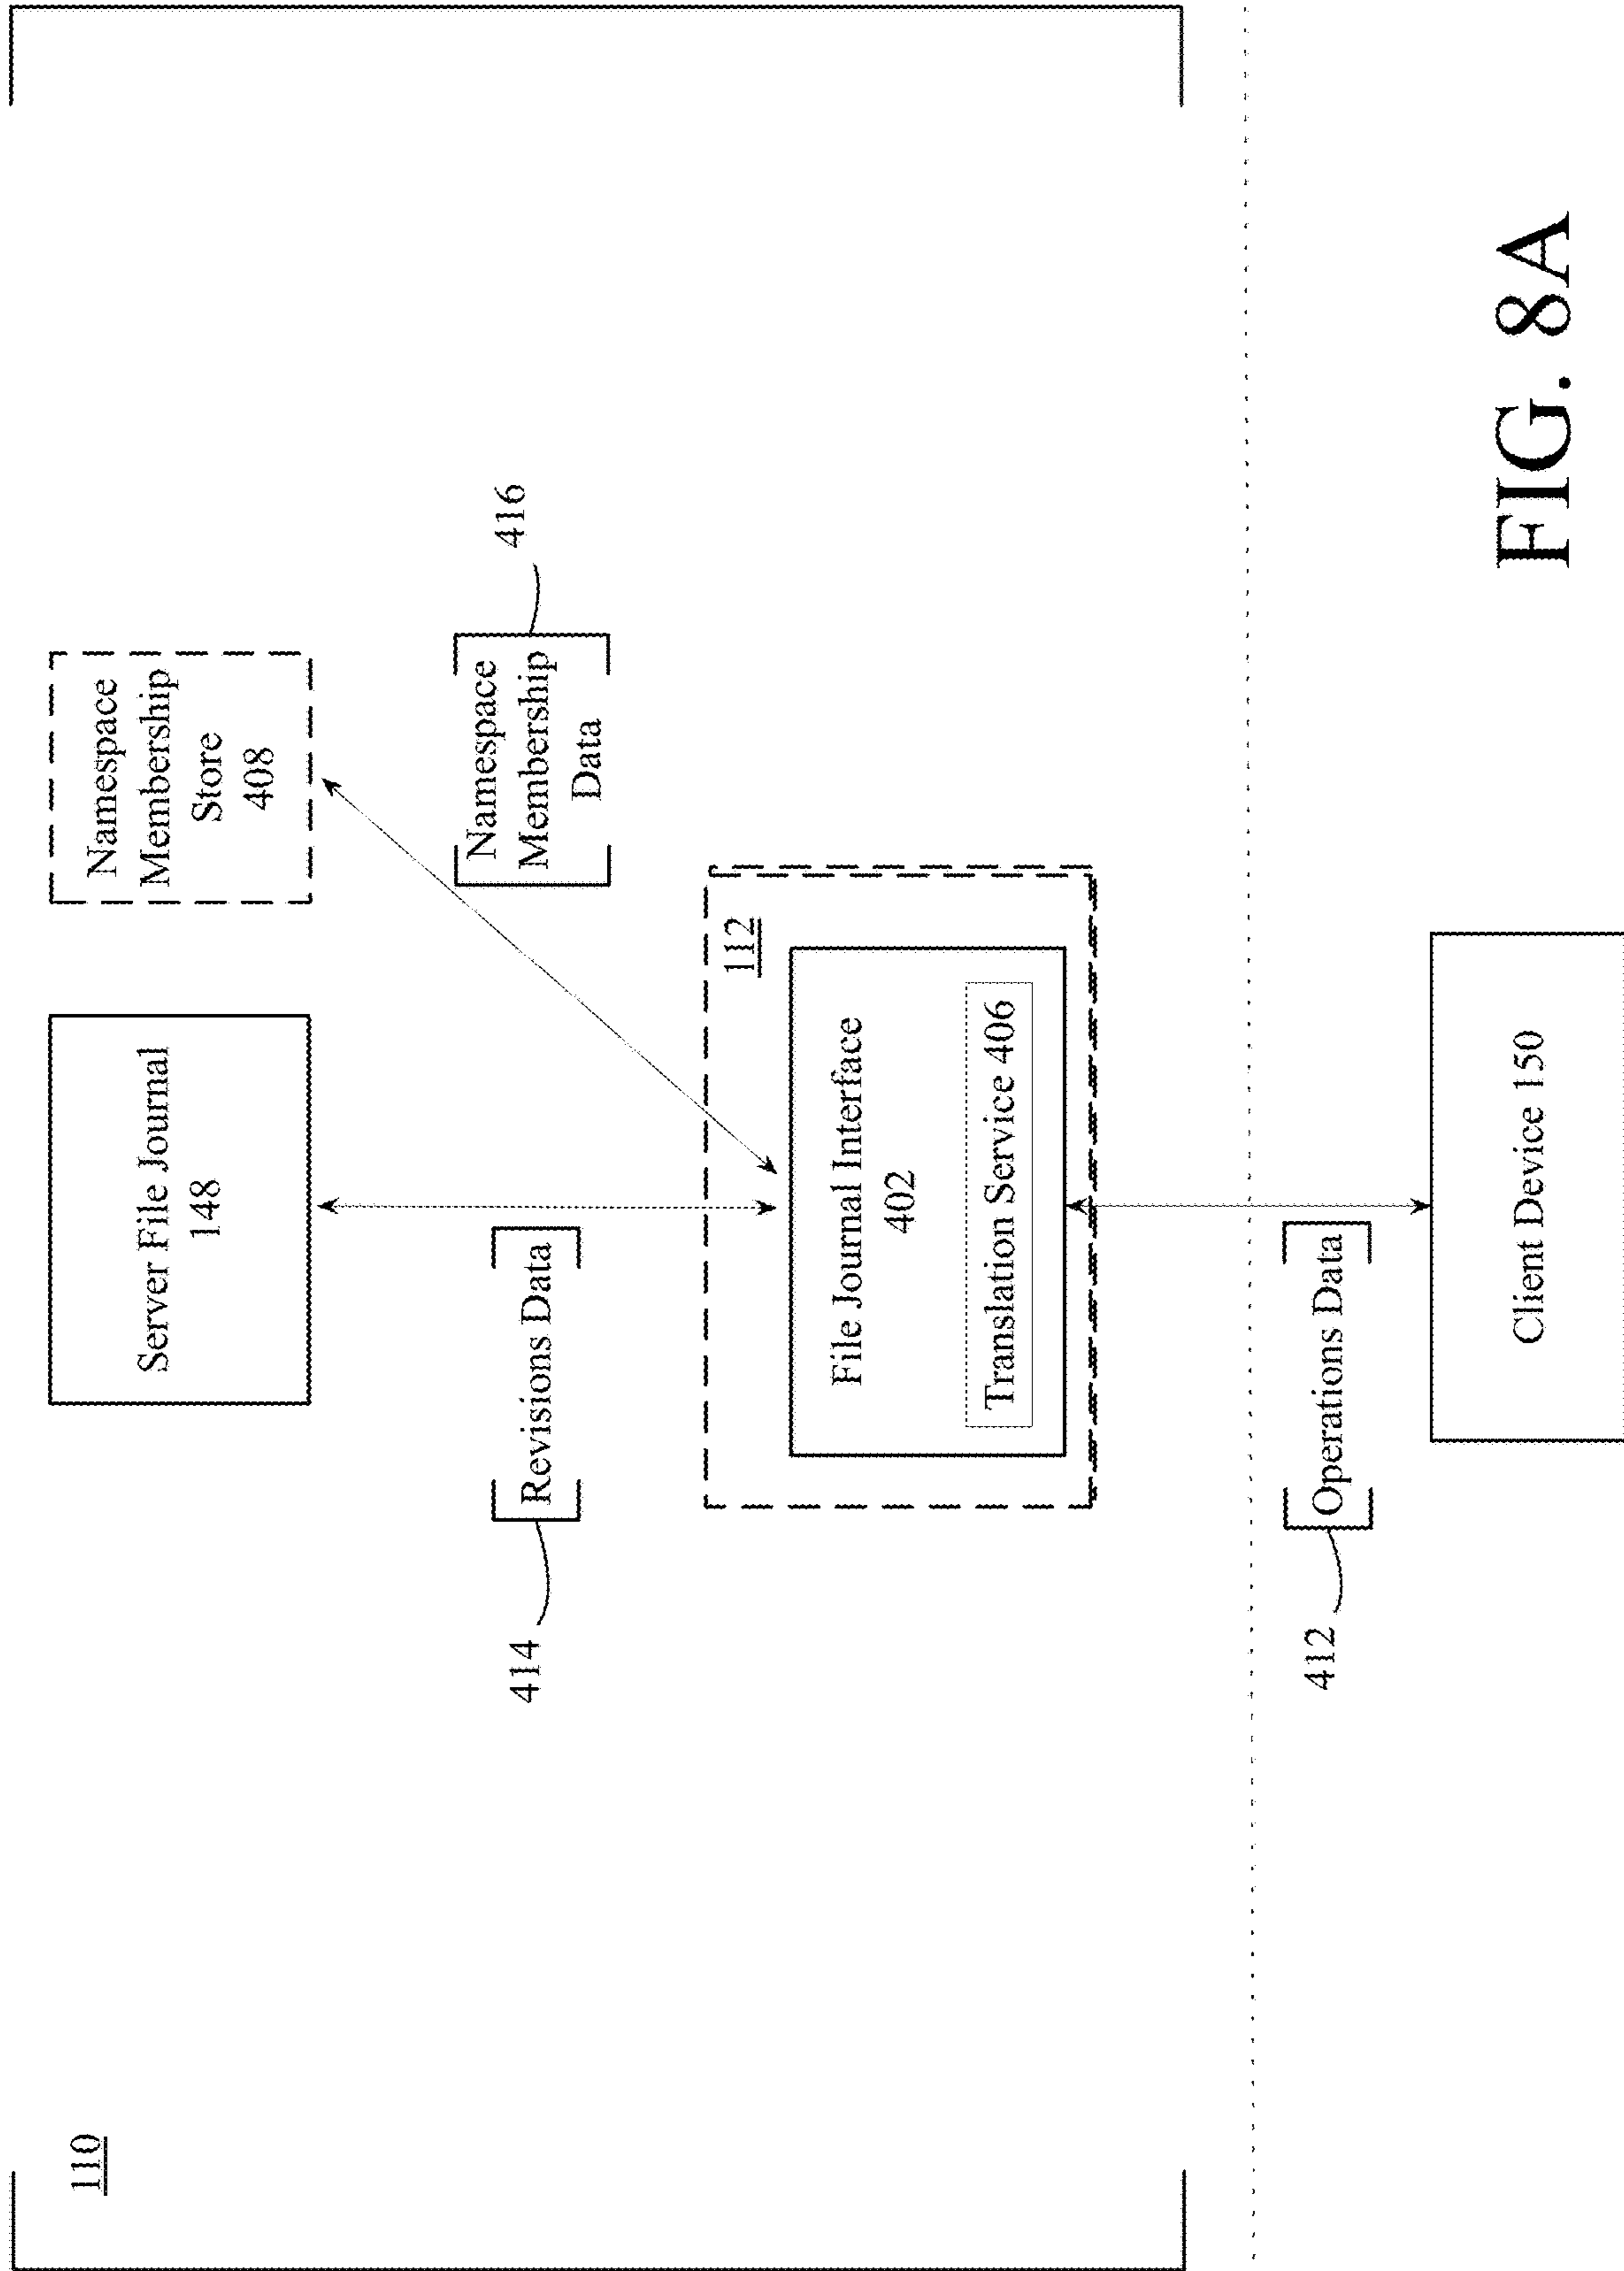 110
Server File Journal
148
Namespace
Membership
Store
408
414
Revisions Data
Namespace
Membership
Data
416
112
File Journal Interface
402
Translation Service 406
412
Operations Data
Client Device 150
FIG. 8A